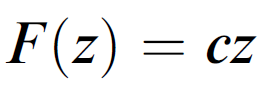 F(z) = cz